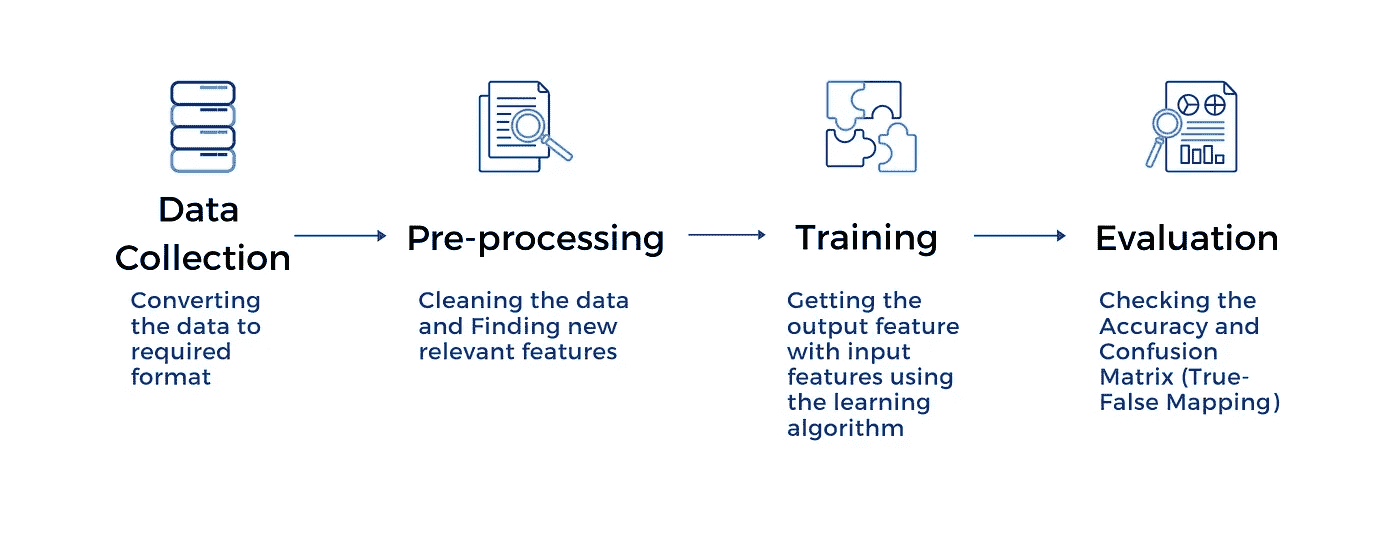 Data
Collection
Converting
the data to
required
format
Pre-processing
Cleaning the data
and Finding new
relevant features
Training
Getting the
output feature
with input
features using
the learning
algorithm
Evaluation
Checking the
Accuracy and
Confusion
Matrix (True-
False Mapping)